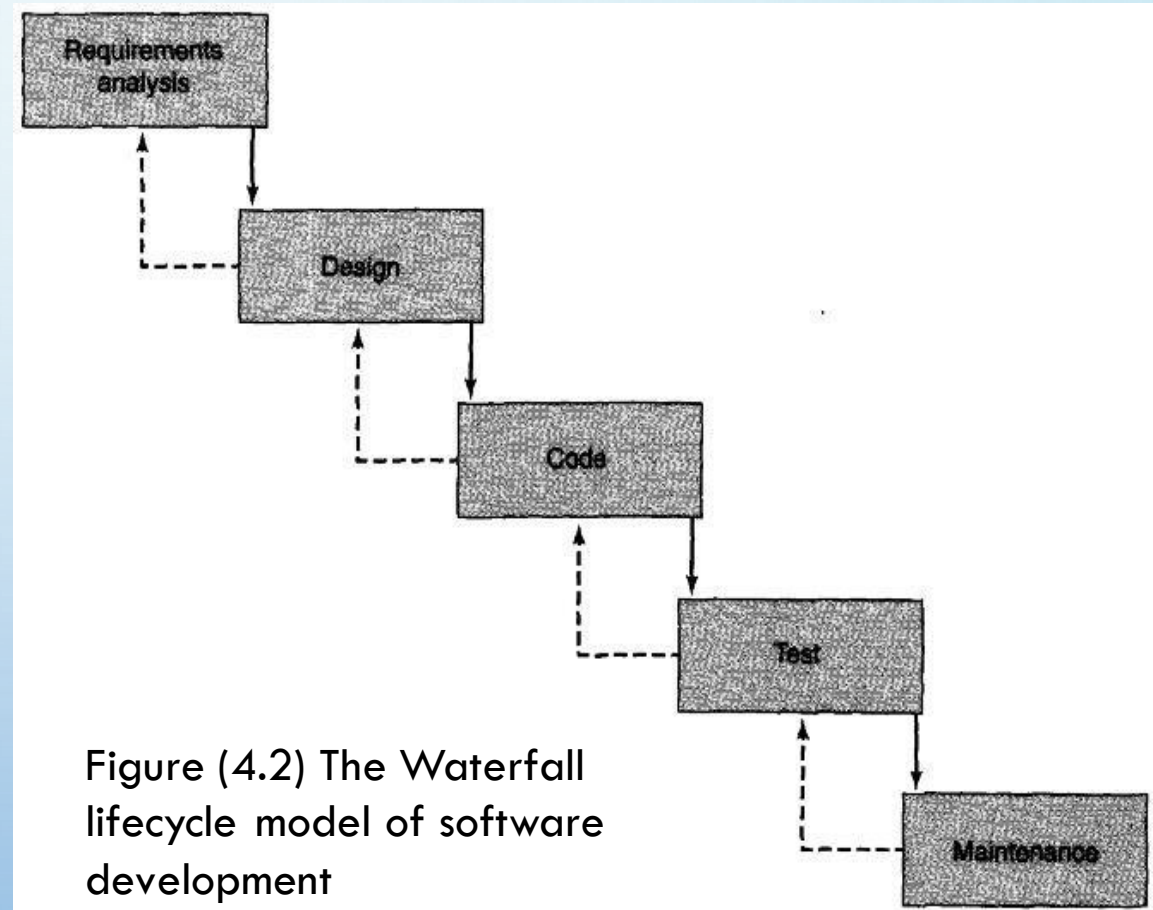 Requirements
analysis
Design
Code
Test
Maintenance
Figure (4.2) The Waterfall
lifecycle model of software
development